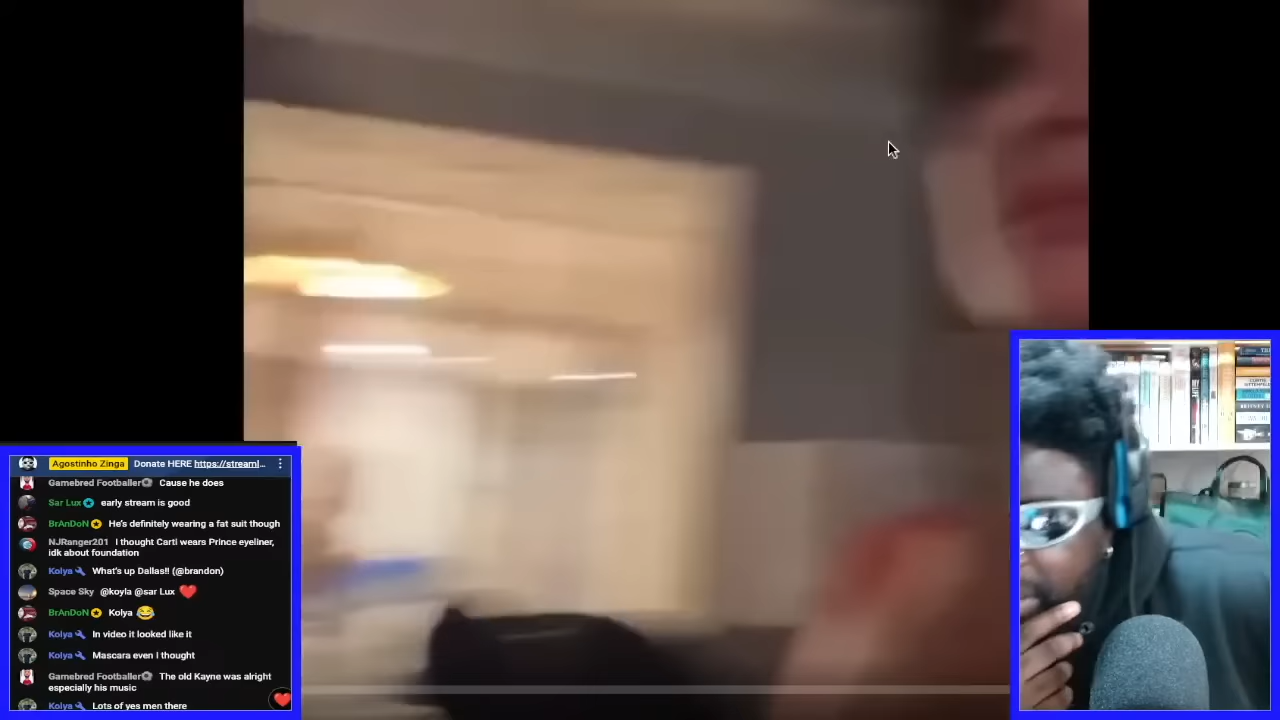 Agostinho Zinga Donate HERE https://streaml...
Gamebred Footballer Cause he does
Sar Lux early stream is good
BrAnDoN He's definitely wearing a fat suit though
NJRanger201 I thought Carti wears Prince eyeliner,
idk about foundation
Kolya What's up Dallas!! (@brandon)
Space Sky @koyla @sar Lux ❤️
BrAnDoN Kolya 😂
Kolya In video it looked like it
Kolya Mascara even I thought
Gamebred Footballer The old Kayne was alright
especially his music
Kolya Lots of yes men there